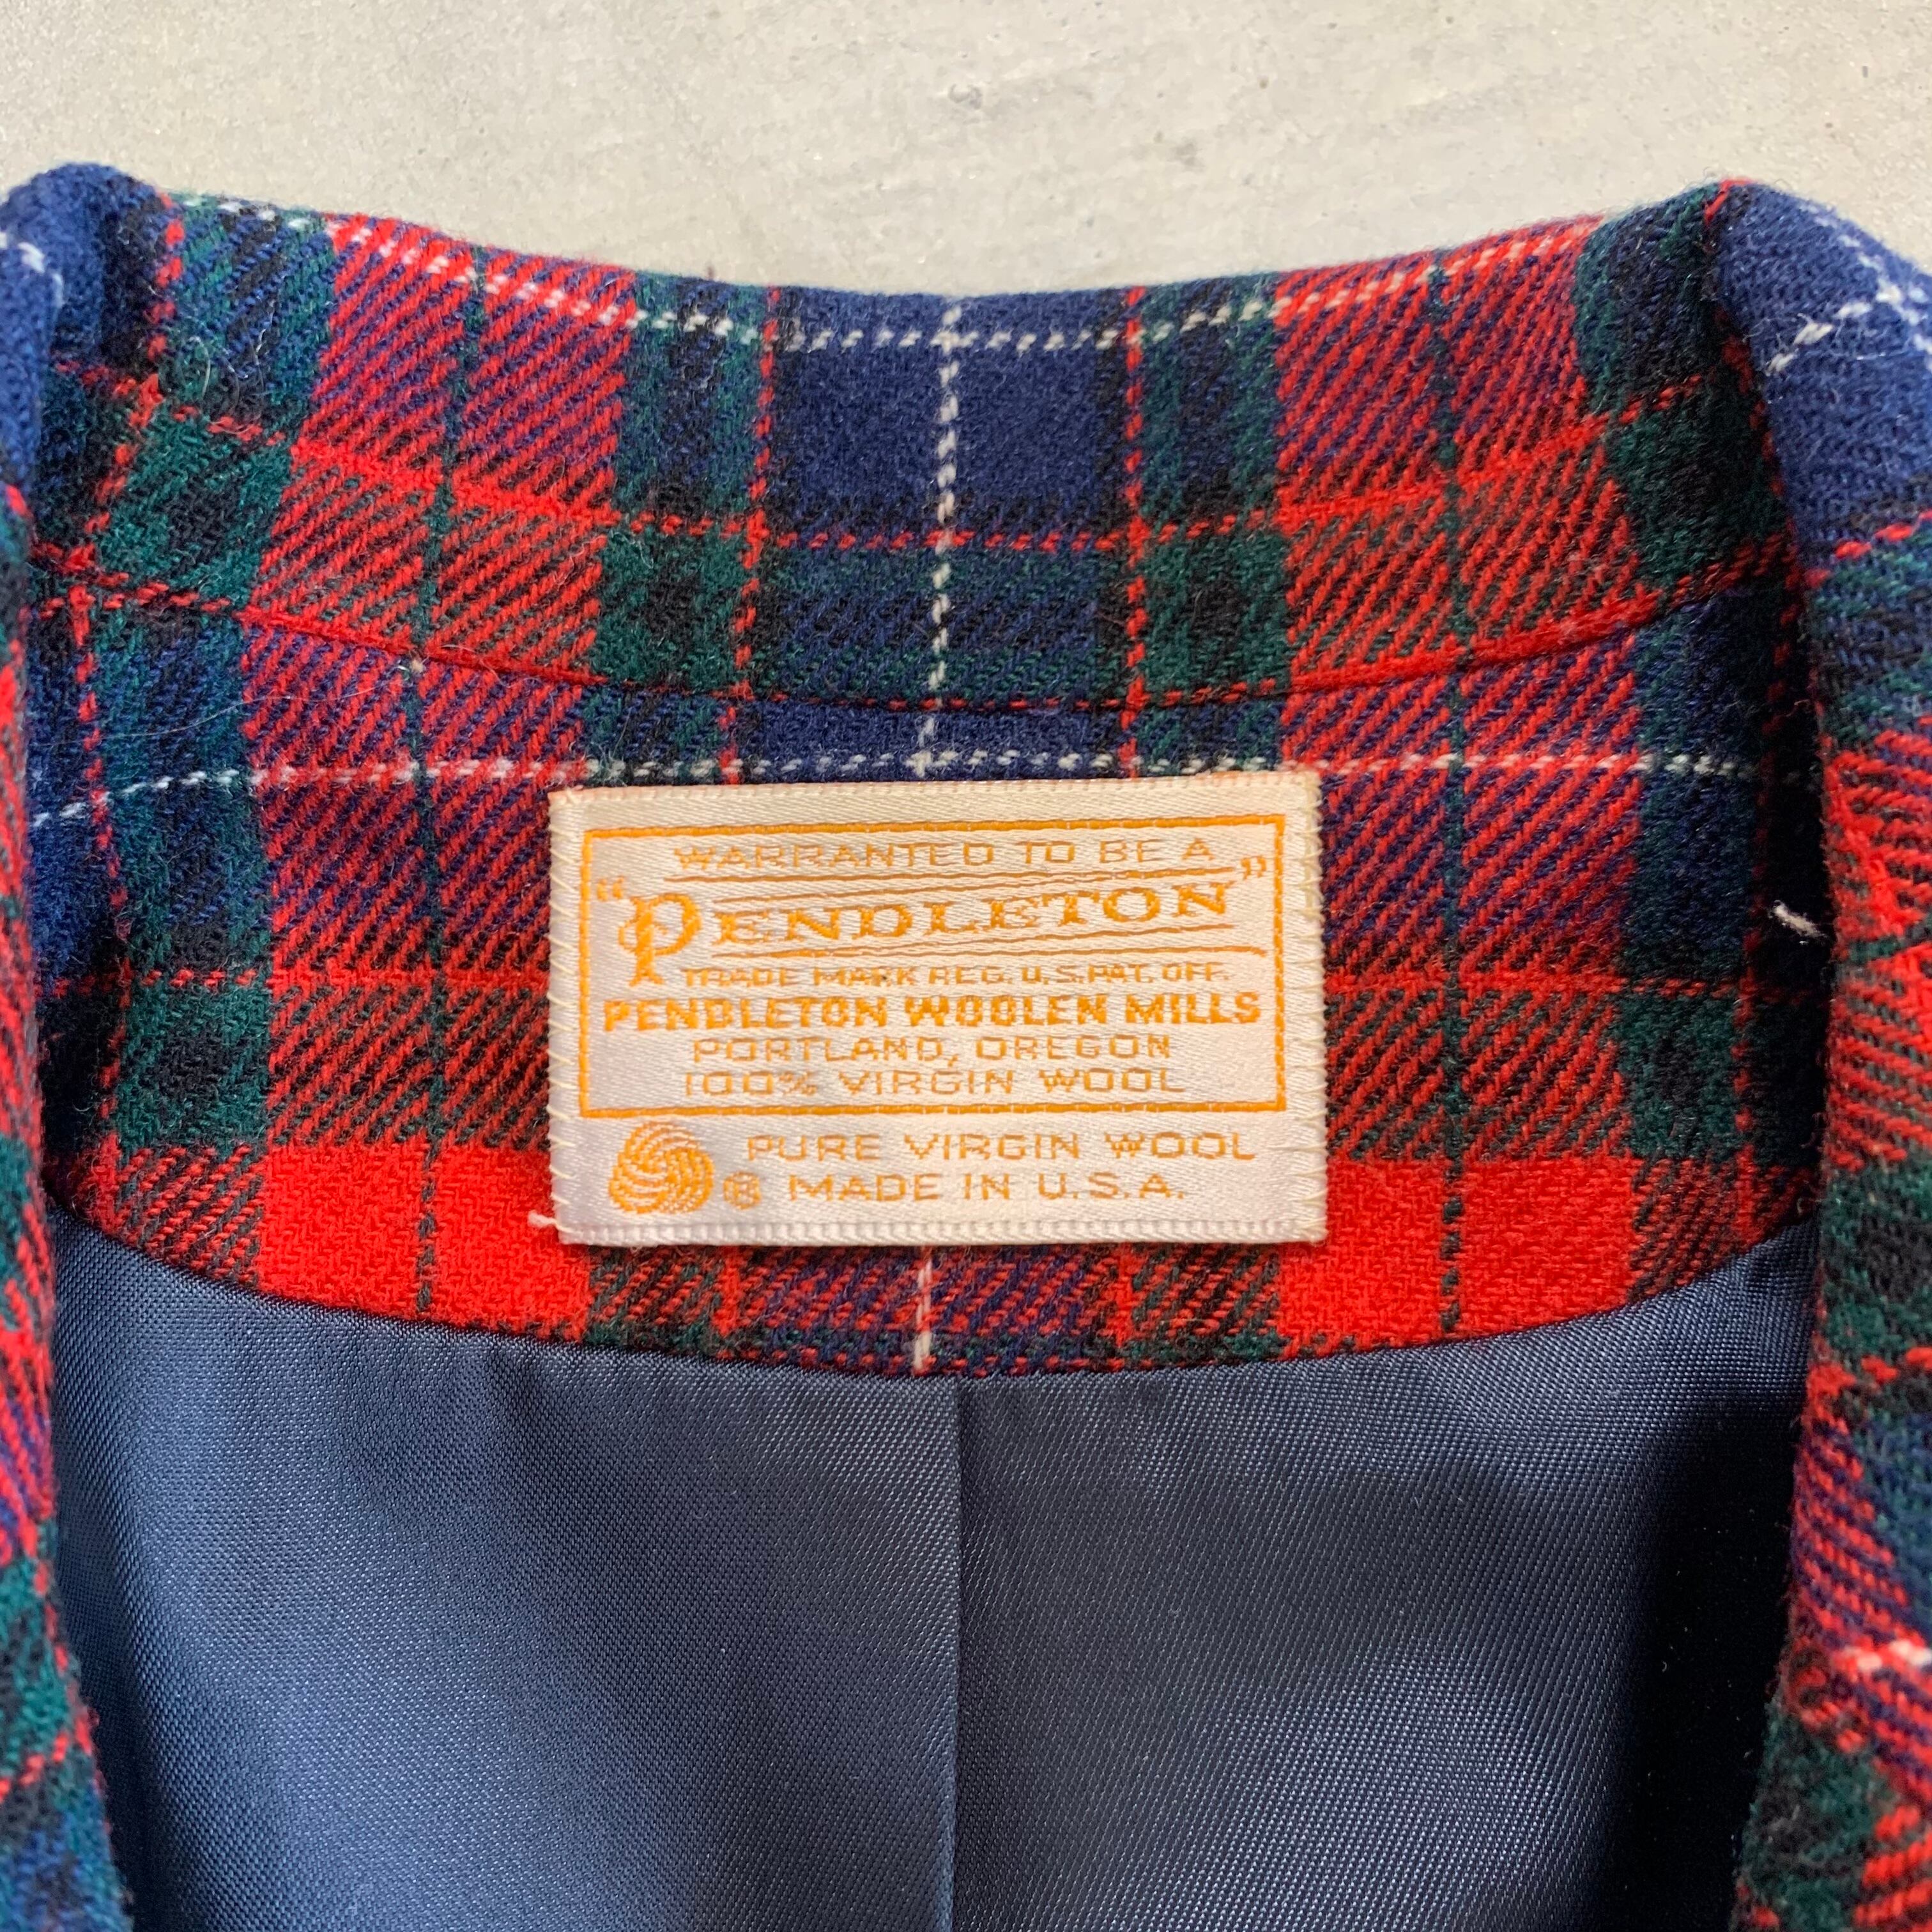 WARRANTED TO BE A
"PENDLETON"
TRADE MARK REG. U.S. PAT. OFF.
PENDLETON WOOLEN MILLS
PORTLAND, OREGON
100% VIRGIN WOOL
PURE VIRGIN WOOL
® MADE IN U.S.A.